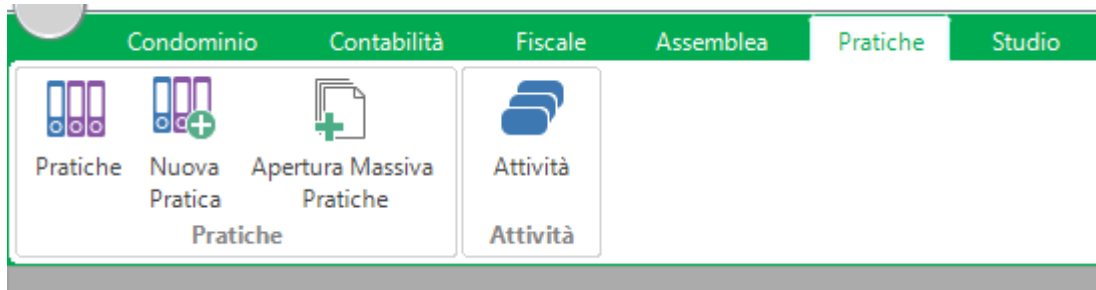 Condominio Contabilità Fiscale Assemblea Pratiche Studio
Pratiche Nuova Apertura Massiva Attività
Pratica Pratiche
Pratiche Attività